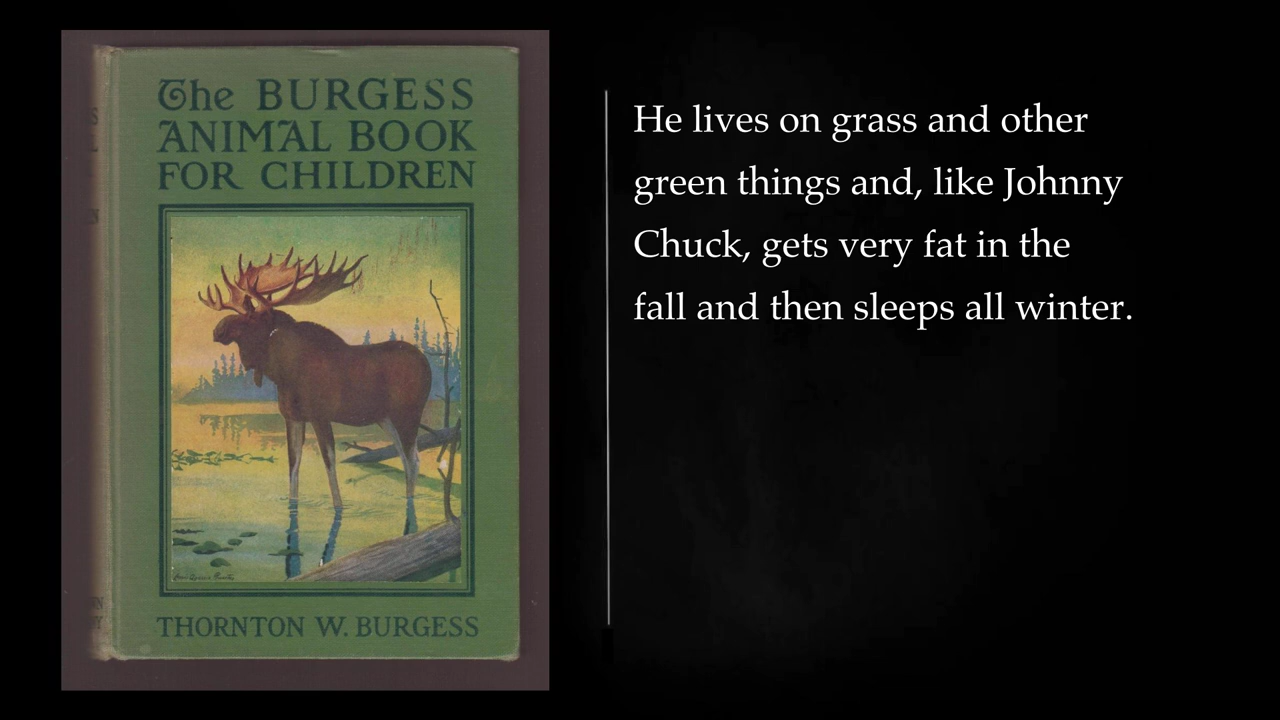 The BURGESS
ANIMAL BOOK
FOR CHILDREN
THORNTON W. BURGESS
He lives on grass and other
green things and, like Johnny
Chuck, gets very fat in the
fall and then sleeps all winter.